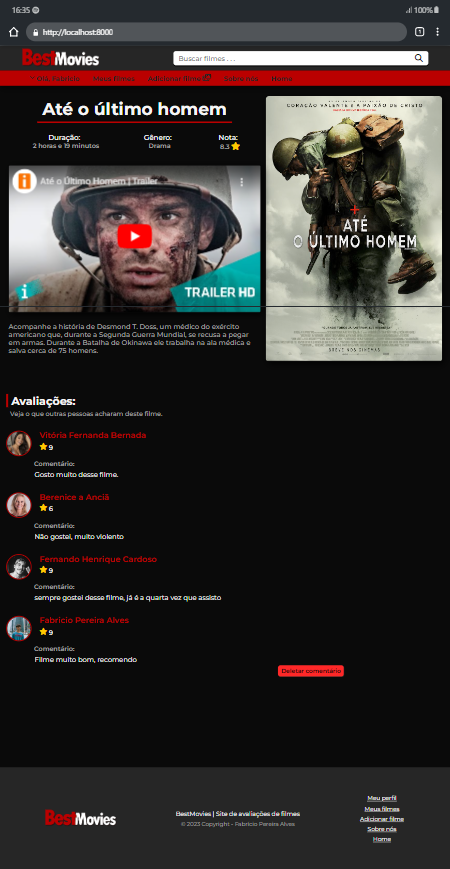 16:35
100%
http://localhost:8000
1
BestMovies
Buscar filmes . . .
Olá, Fabrício
Meus Filmes
Adicionar filme
Sobre nós
Home
Até o último homem
Duração:
2 horas e 19 minutos
Gênero:
Drama
Nota:
8.3
Até o Último Homem | Trailer
TRAILER HD
CORAÇÃO VALENTE E A PAIXÃO DE CRISTO
ATÉ
O ÚLTIMO HOMEM
BREVE NOS CINEMAS
Acompanhe a história de Desmond T. Doss, um médico do exército
americano que, durante a Segunda Guerra Mundial, se recusa a pegar
em armas. Durante a Batalha de Okinawa ele trabalha na ala médica e
salva cerca de 75 homens.
Avaliações:
Veja o que outras pessoas acharam deste filme.
Vitória Fernanda Bernada
9
Comentário:
Gosto muito desse filme.
Berenice a Anciã
6
Comentário:
Não gostei, muito violento
Fernando Henrique Cardoso
9
Comentário:
sempre gostei desse filme, já é a quarta vez que assisto
Fabrício Pereira Alves
9
Comentário:
Filme muito bom, recomendo
Deletar comentário
BestMovies
BestMovies | Site de avaliações de filmes
© 2023 Copyright - Fabrício Pereira Alves
Meu perfil
Meus filmes
Adicionar filme
Sobre nós
Home